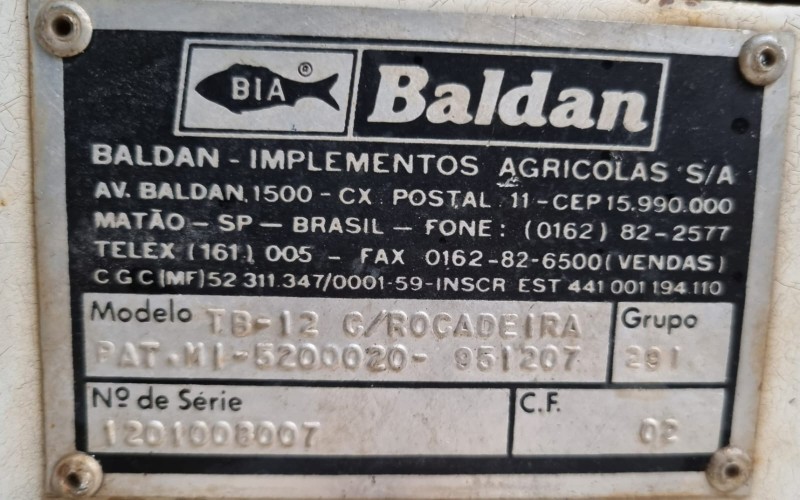 BIA ® Baldan
BALDAN - IMPLEMENTOS AGRICOLAS S/A
AV. BALDAN, 1500 - CX. POSTAL 11 - CEP 15.990.000
MATÃO - SP - BRASIL - FONE: (0162) 82-2577
TELEX (161) 005 - FAX 0162-82-6500 (VENDAS)
CGC(MF) 52 311.347/0001-59-INSCR EST 441 001 194.110
Modelo TB-12 C/ROCADEIRA Grupo
PAT.MI-5200020- 951207 291
Nº de Série C.F.
1201008007 02